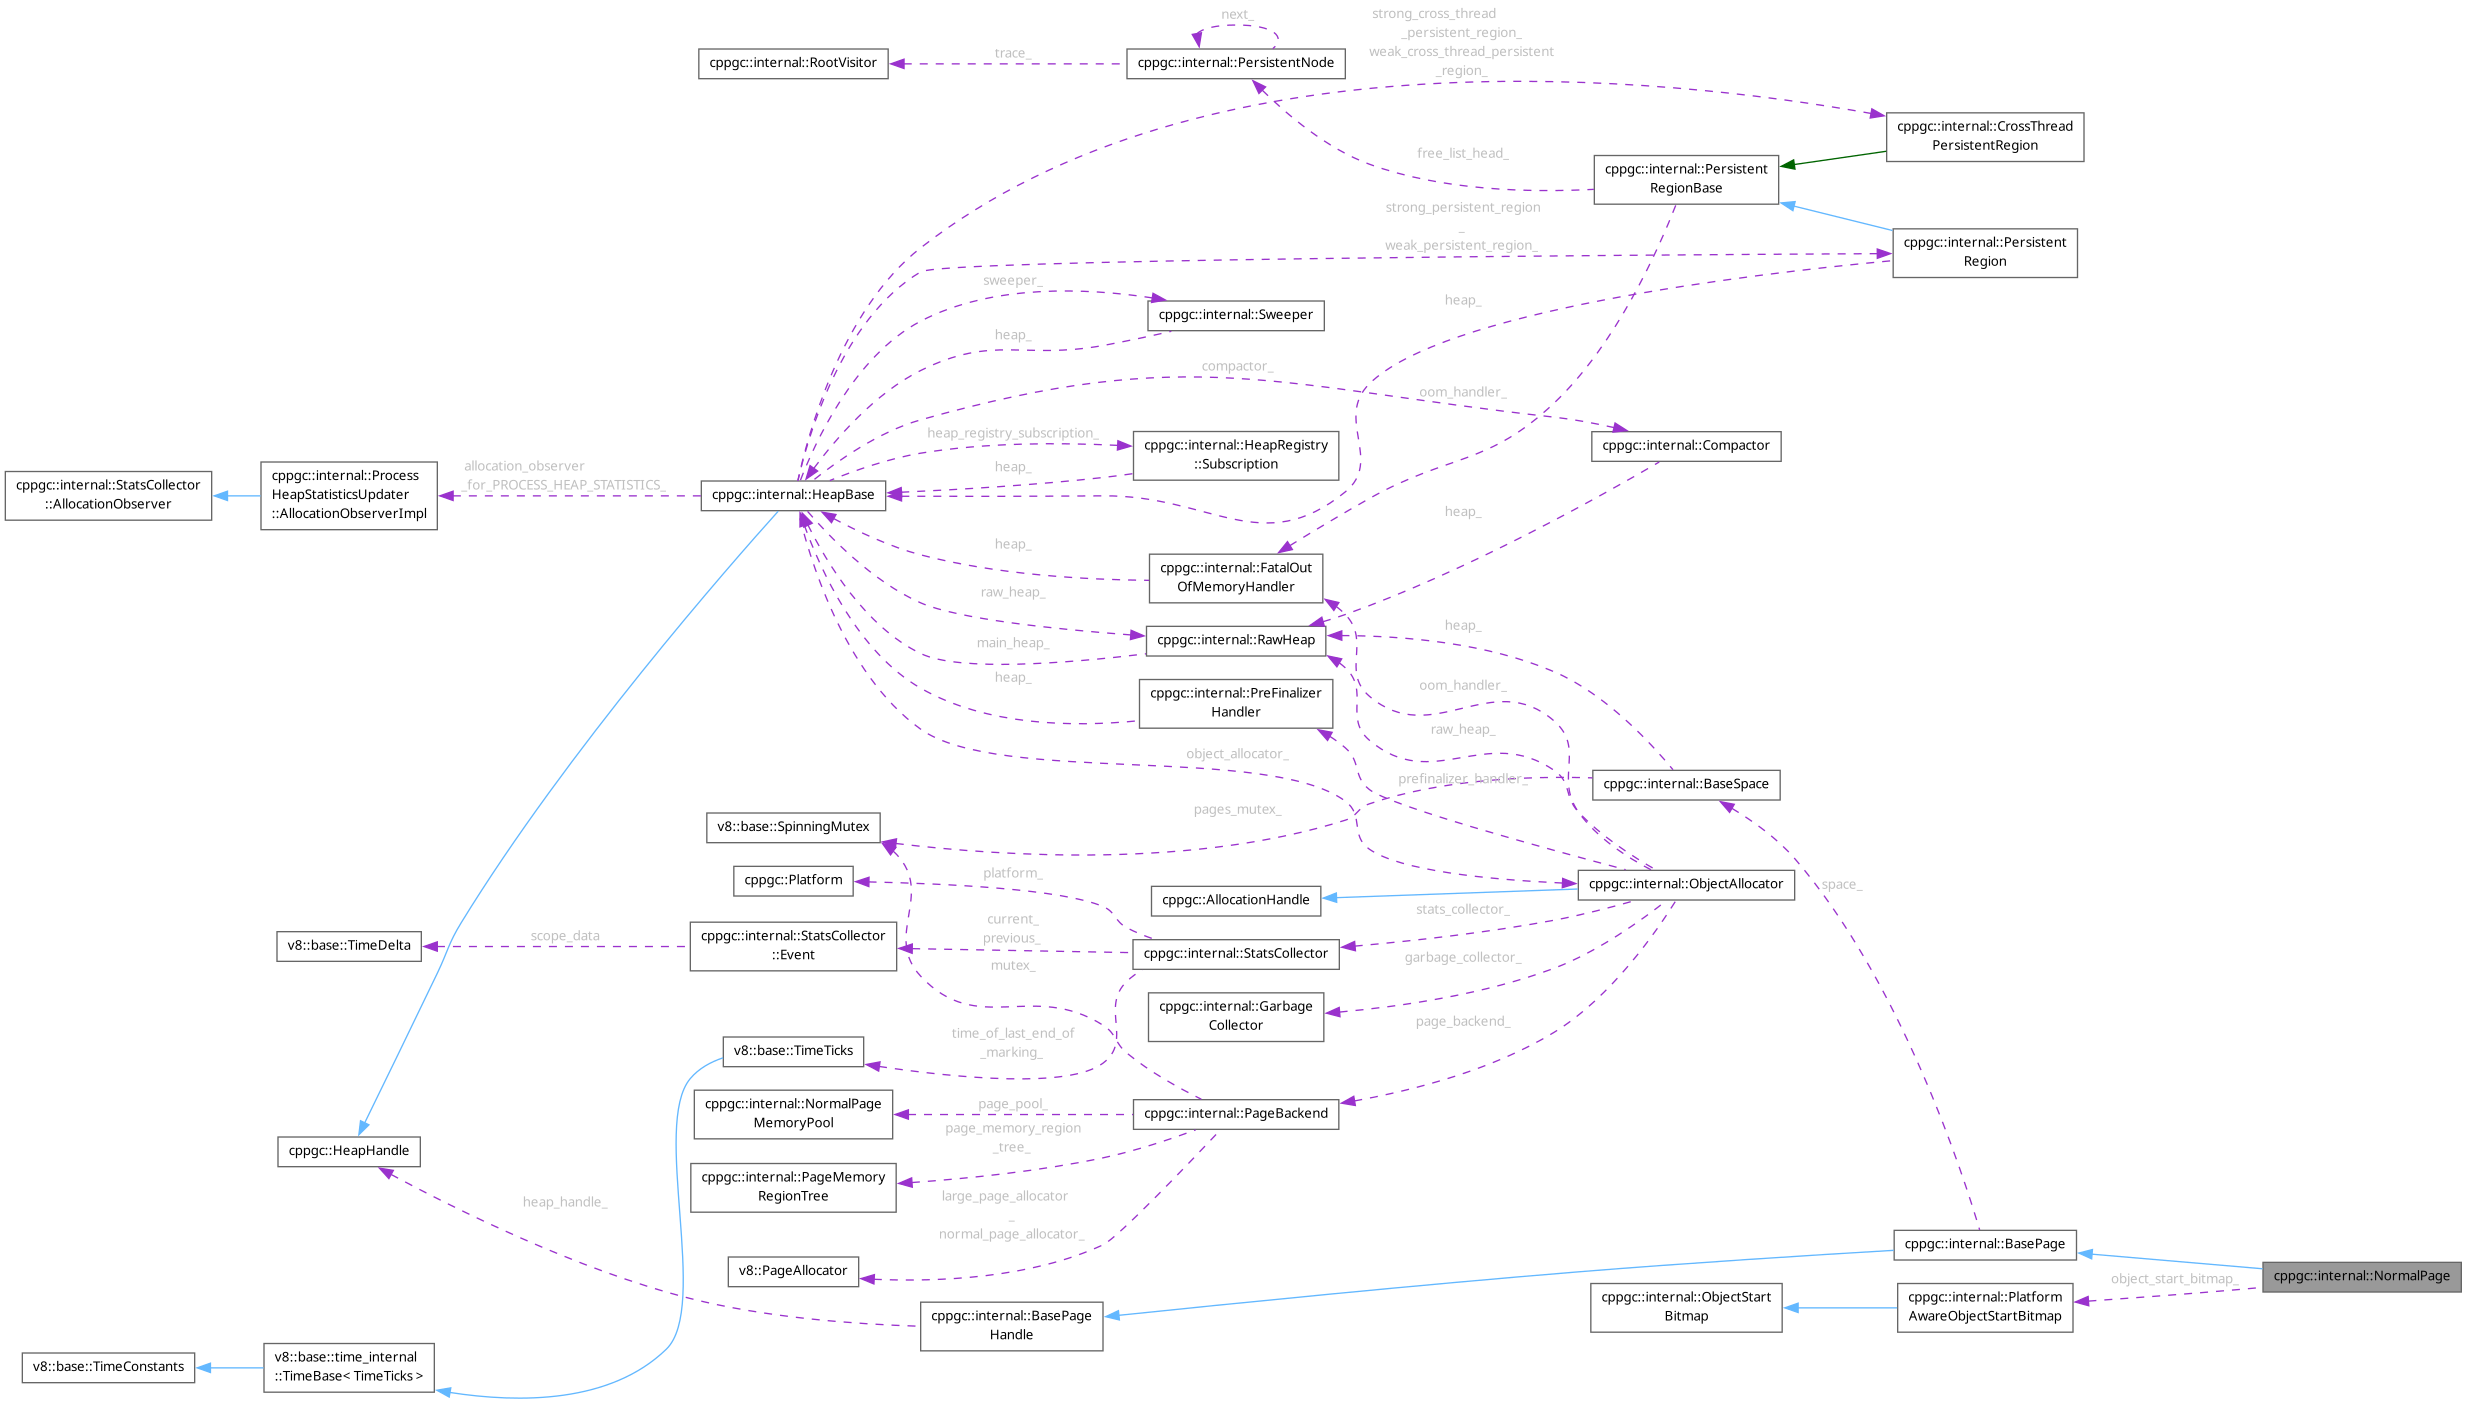 next_
strong_cross_thread
_persistent_region_
weak_cross_thread_persistent
_region_
trace_
cppgc::internal::RootVisitor
cppgc::internal::PersistentNode
cppgc::internal::CrossThread
PersistentRegion
free_list_head_
cppgc::internal::Persistent
RegionBase
strong_persistent_region
_
weak_persistent_region_
cppgc::internal::Persistent
Region
sweeper_
cppgc::internal::Sweeper
heap_
heap_
compactor_
oom_handler_
heap_registry_subscription_
cppgc::internal::HeapRegistry
::Subscription
cppgc::internal::Compactor
heap_
cppgc::internal::StatsCollector
::AllocationObserver
cppgc::internal::Process
HeapStatisticsUpdater
::AllocationObserverImpl
allocation_observer
_for_PROCESS_HEAP_STATISTICS_
cppgc::internal::HeapBase
heap_
heap_
cppgc::internal::FatalOut
OfMemoryHandler
raw_heap_
cppgc::internal::RawHeap
heap_
main_heap_
heap_
cppgc::internal::PreFinalizer
Handler
oom_handler_
raw_heap_
object_allocator_
prefinalizer_handler_
cppgc::internal::BaseSpace
pages_mutex_
v8::base::SpinningMutex
cppgc::Platform
platform_
cppgc::AllocationHandle
cppgc::internal::ObjectAllocator
space_
stats_collector_
v8::base::TimeDelta
scope_data
cppgc::internal::StatsCollector
::Event
current_
previous_
mutex_
cppgc::internal::StatsCollector
garbage_collector_
cppgc::internal::Garbage
Collector
page_backend_
v8::base::TimeTicks
time_of_last_end_of
_marking_
cppgc::internal::NormalPage
MemoryPool
page_pool_
cppgc::internal::PageBackend
page_memory_region
_tree_
cppgc::HeapHandle
cppgc::internal::PageMemory
RegionTree
heap_handle_
large_page_allocator
_
normal_page_allocator_
v8::PageAllocator
cppgc::internal::BasePage
cppgc::internal::NormalPage
object_start_bitmap_
cppgc::internal::BasePage
Handle
cppgc::internal::ObjectStart
Bitmap
cppgc::internal::Platform
AwareObjectStartBitmap
v8::base::TimeConstants
v8::base::time_internal
::TimeBase< TimeTicks >